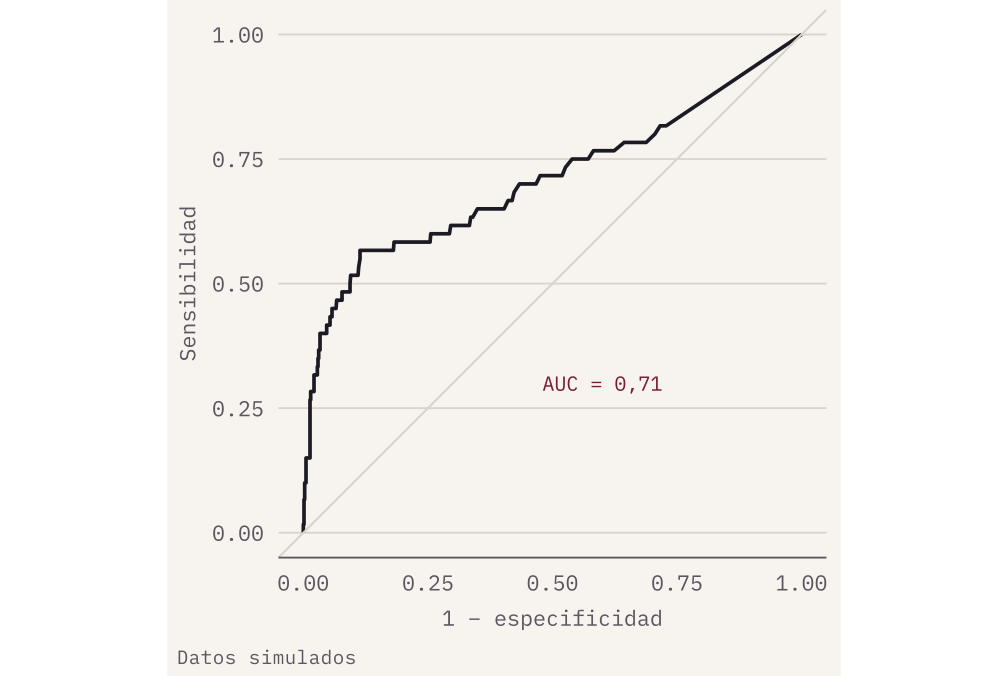 1.00
0.75
0.50
0.25
0.00
Sensibilidad
AUC = 0,71
0.00 0.25 0.50 0.75 1.00
1 − especificidad
Datos simulados